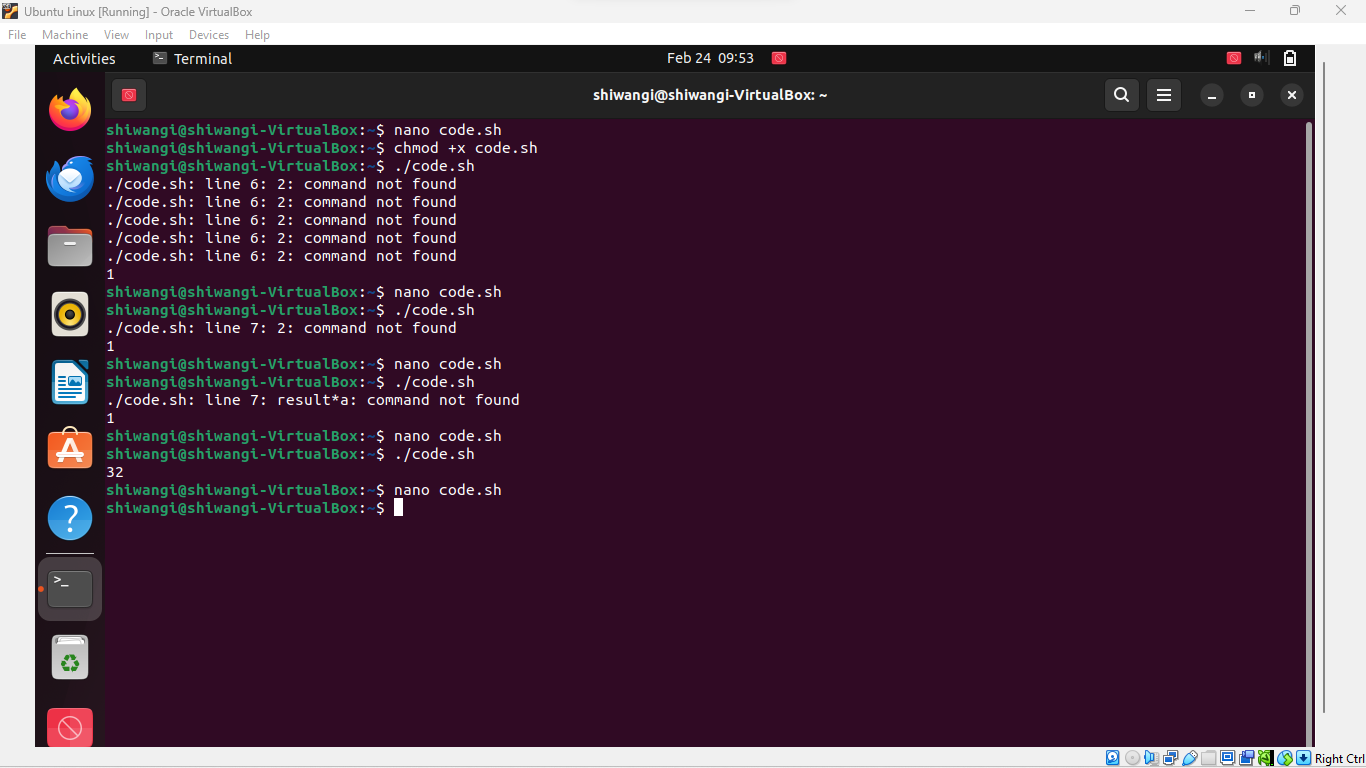 Ubuntu Linux [Running] - Oracle VirtualBox
File Machine View Input Devices Help
Activities Terminal Feb 24 09:53
shiwangi@shiwangi-VirtualBox: ~
shiwangi@shiwangi-VirtualBox:~$ nano code.sh
shiwangi@shiwangi-VirtualBox:~$ chmod +x code.sh
shiwangi@shiwangi-VirtualBox:~$ ./code.sh
./code.sh: line 6: 2: command not found
./code.sh: line 6: 2: command not found
./code.sh: line 6: 2: command not found
./code.sh: line 6: 2: command not found
./code.sh: line 6: 2: command not found
1
shiwangi@shiwangi-VirtualBox:~$ nano code.sh
shiwangi@shiwangi-VirtualBox:~$ ./code.sh
./code.sh: line 7: 2: command not found
1
shiwangi@shiwangi-VirtualBox:~$ nano code.sh
shiwangi@shiwangi-VirtualBox:~$ ./code.sh
./code.sh: line 7: result*a: command not found
1
shiwangi@shiwangi-VirtualBox:~$ nano code.sh
shiwangi@shiwangi-VirtualBox:~$ ./code.sh
32
shiwangi@shiwangi-VirtualBox:~$ nano code.sh
shiwangi@shiwangi-VirtualBox:~$
Right Ctrl